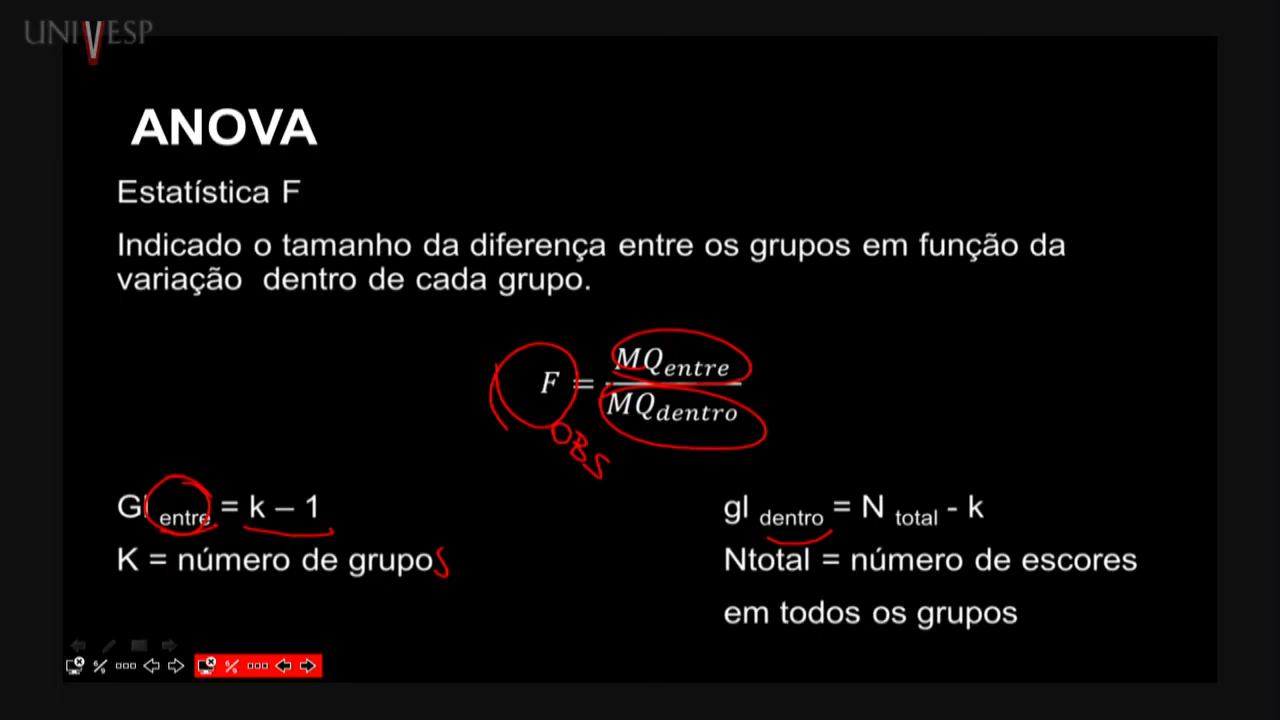 UNIVESP
ANOVA
Estatística F
Indicado o tamanho da diferença entre os grupos em função da
variação dentro de cada grupo.
F = MQentre / MQdentro
OBS
Gl entre = k – 1
K = número de grupos
gl dentro = N total - k
Ntotal = número de escores
em todos os grupos